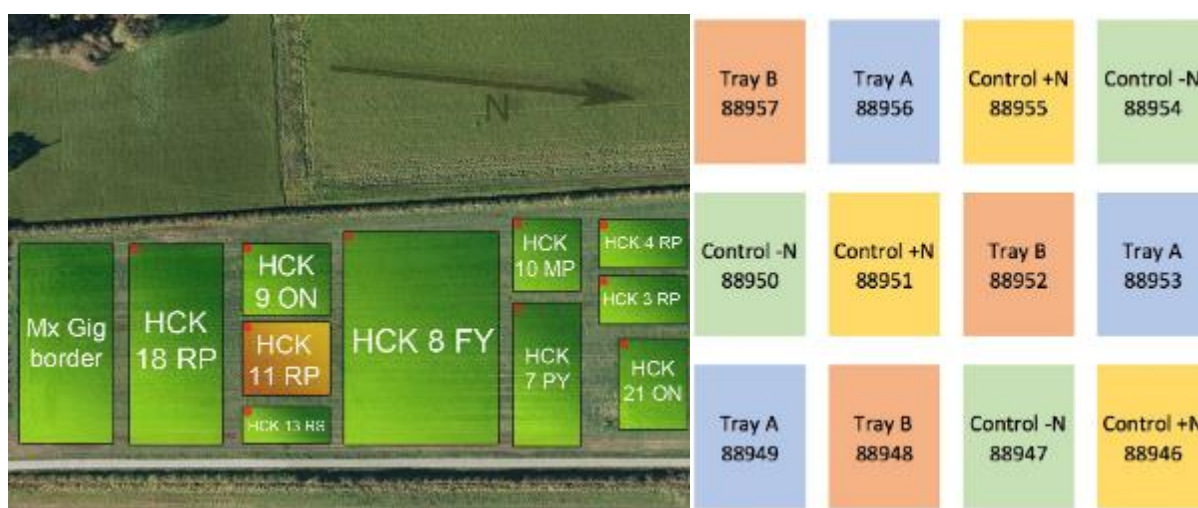 N
Mx Gig
border
HCK
18 RP
HCK
9 ON
HCK
11 RP
HCK 13 RS
HCK 8 FY
HCK
10 MP
HCK
7 PY
HCK 4 RP
HCK 3 RP
HCK
21 ON
Tray B
88957
Tray A
88956
Control +N
88955
Control -N
88954
Control -N
88950
Control +N
88951
Tray B
88952
Tray A
88953
Tray A
88949
Tray B
88948
Control -N
88947
Control +N
88946